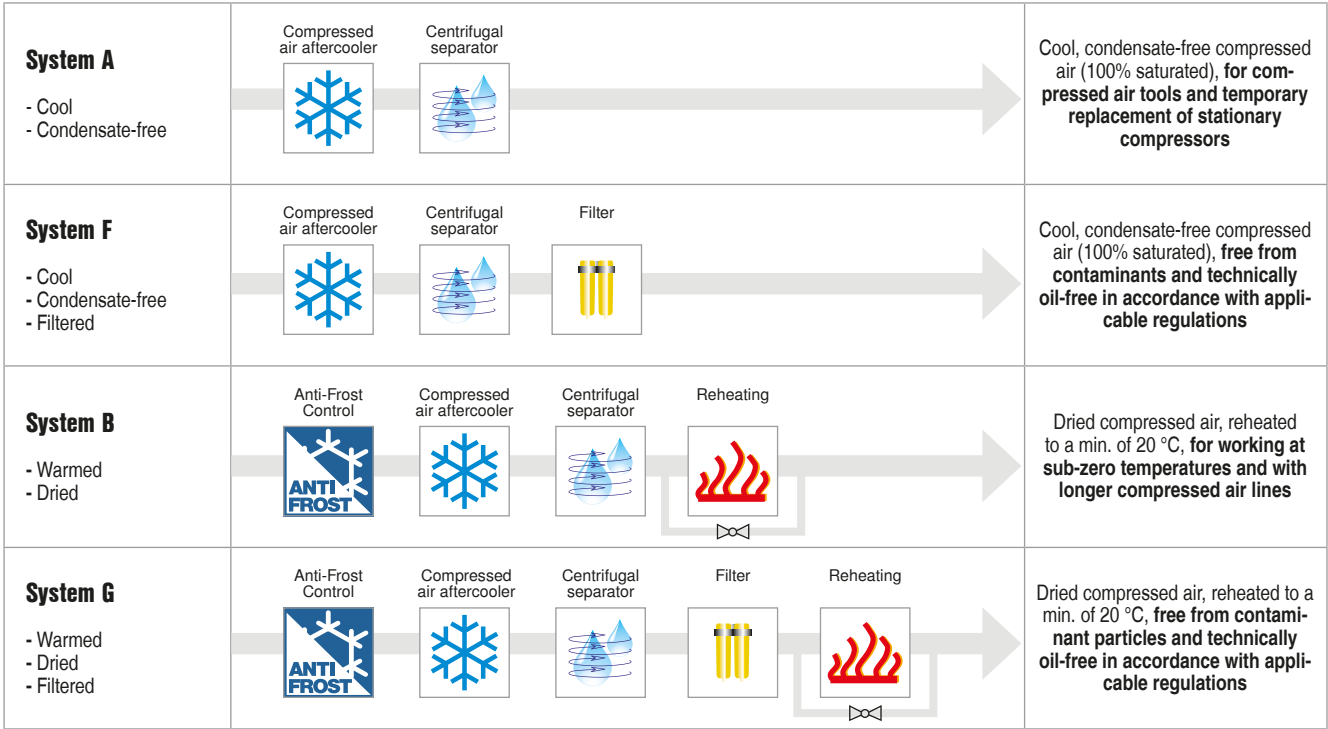 System A
- Cool
- Condensate-free
Compressed
air aftercooler
Centrifugal
separator
Cool, condensate-free compressed
air (100% saturated), for com-
pressed air tools and temporary
replacement of stationary
compressors
System F
- Cool
- Condensate-free
- Filtered
Compressed
air aftercooler
Centrifugal
separator
Filter
Cool, condensate-free compressed
air (100% saturated), free from
contaminants and technically
oil-free in accordance with appli-
cable regulations
System B
- Warmed
- Dried
Anti-Frost
Control
ANTI
FROST
Compressed
air aftercooler
Centrifugal
separator
Reheating
Dried compressed air, reheated
to a min. of 20 °C, for working at
sub-zero temperatures and with
longer compressed air lines
System G
- Warmed
- Dried
- Filtered
Anti-Frost
Control
ANTI
FROST
Compressed
air aftercooler
Centrifugal
separator
Filter
Reheating
Dried compressed air, reheated to a
min. of 20 °C, free from contami-
nant particles and technically
oil-free in accordance with appli-
cable regulations